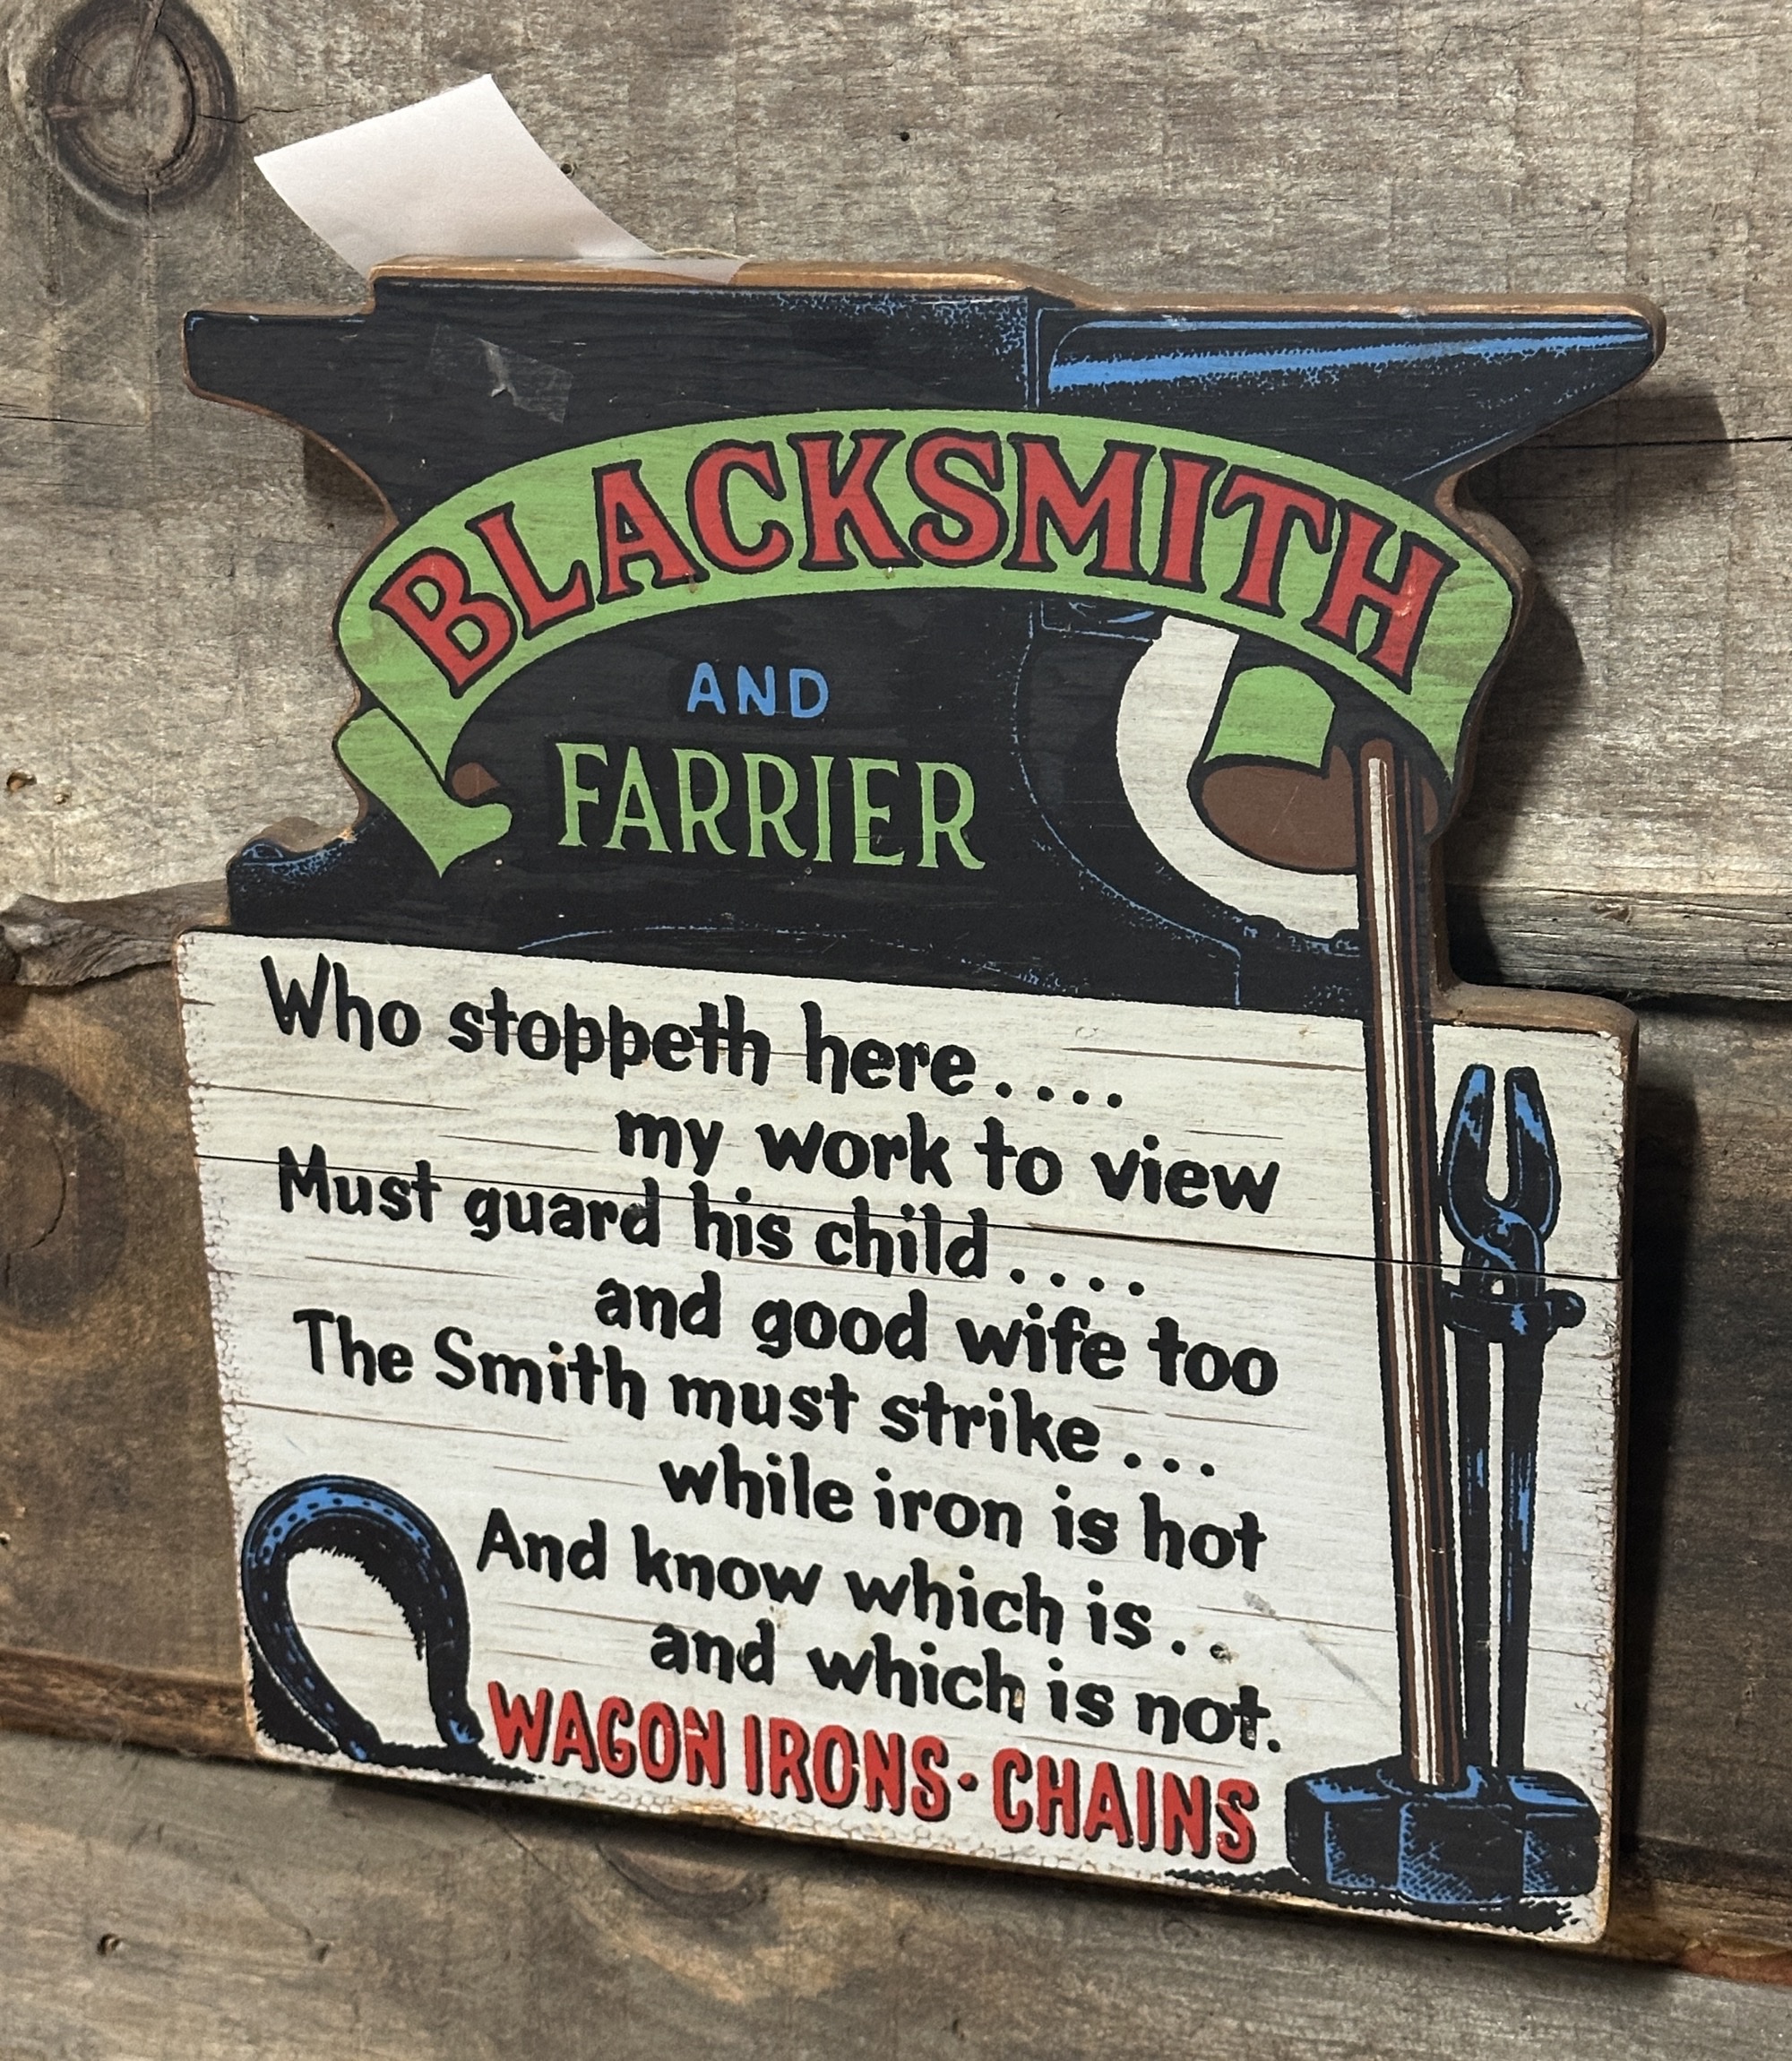 BLACKSMITH
AND
FARRIER
Who stoppeth here....
my work to view
Must guard his child....
and good wife too
The Smith must strike...
while iron is hot
And know which is..
and which is not.
WAGON IRONS·CHAINS